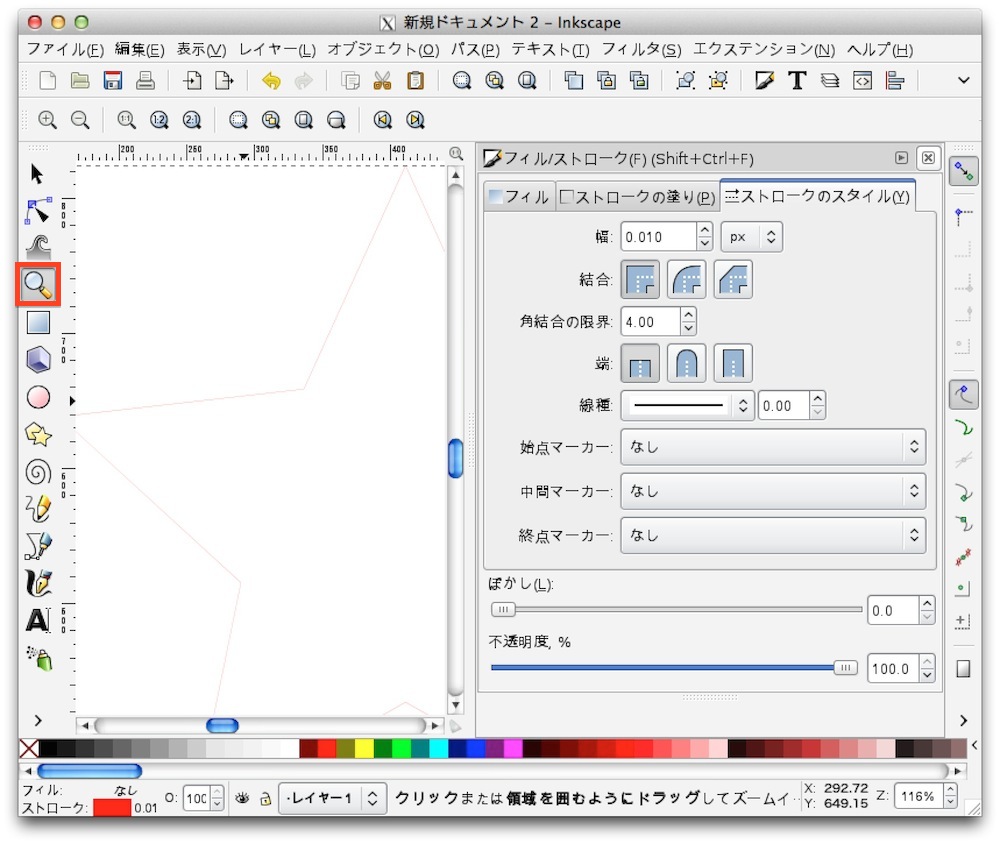 新規ドキュメント 2 - Inkscape
ファイル(F) 編集(E) 表示(V) レイヤー(L) オブジェクト(O) パス(P) テキスト(T) フィルタ(S) エクステンション(N) ヘルプ(H)
1:1 1:2 2:1
200 250 300 350 400
フィル/ストローク(F) (Shift+Ctrl+F)
フィル ストロークの塗り(P) ストロークのスタイル(Y)
幅: 0.010 px
結合:
角結合の限界: 4.00
端:
線種: 0.00
始点マーカー: なし
中間マーカー: なし
終点マーカー: なし
ぼかし(L):
0.0
不透明度, %
100.0
800
700
600
フィル: なし
ストローク: 0.01
O: 100
・レイヤー1
クリックまたは領域を囲むようにドラッグしてズームイ…
X: 292.72
Y: 649.15
Z: 116%